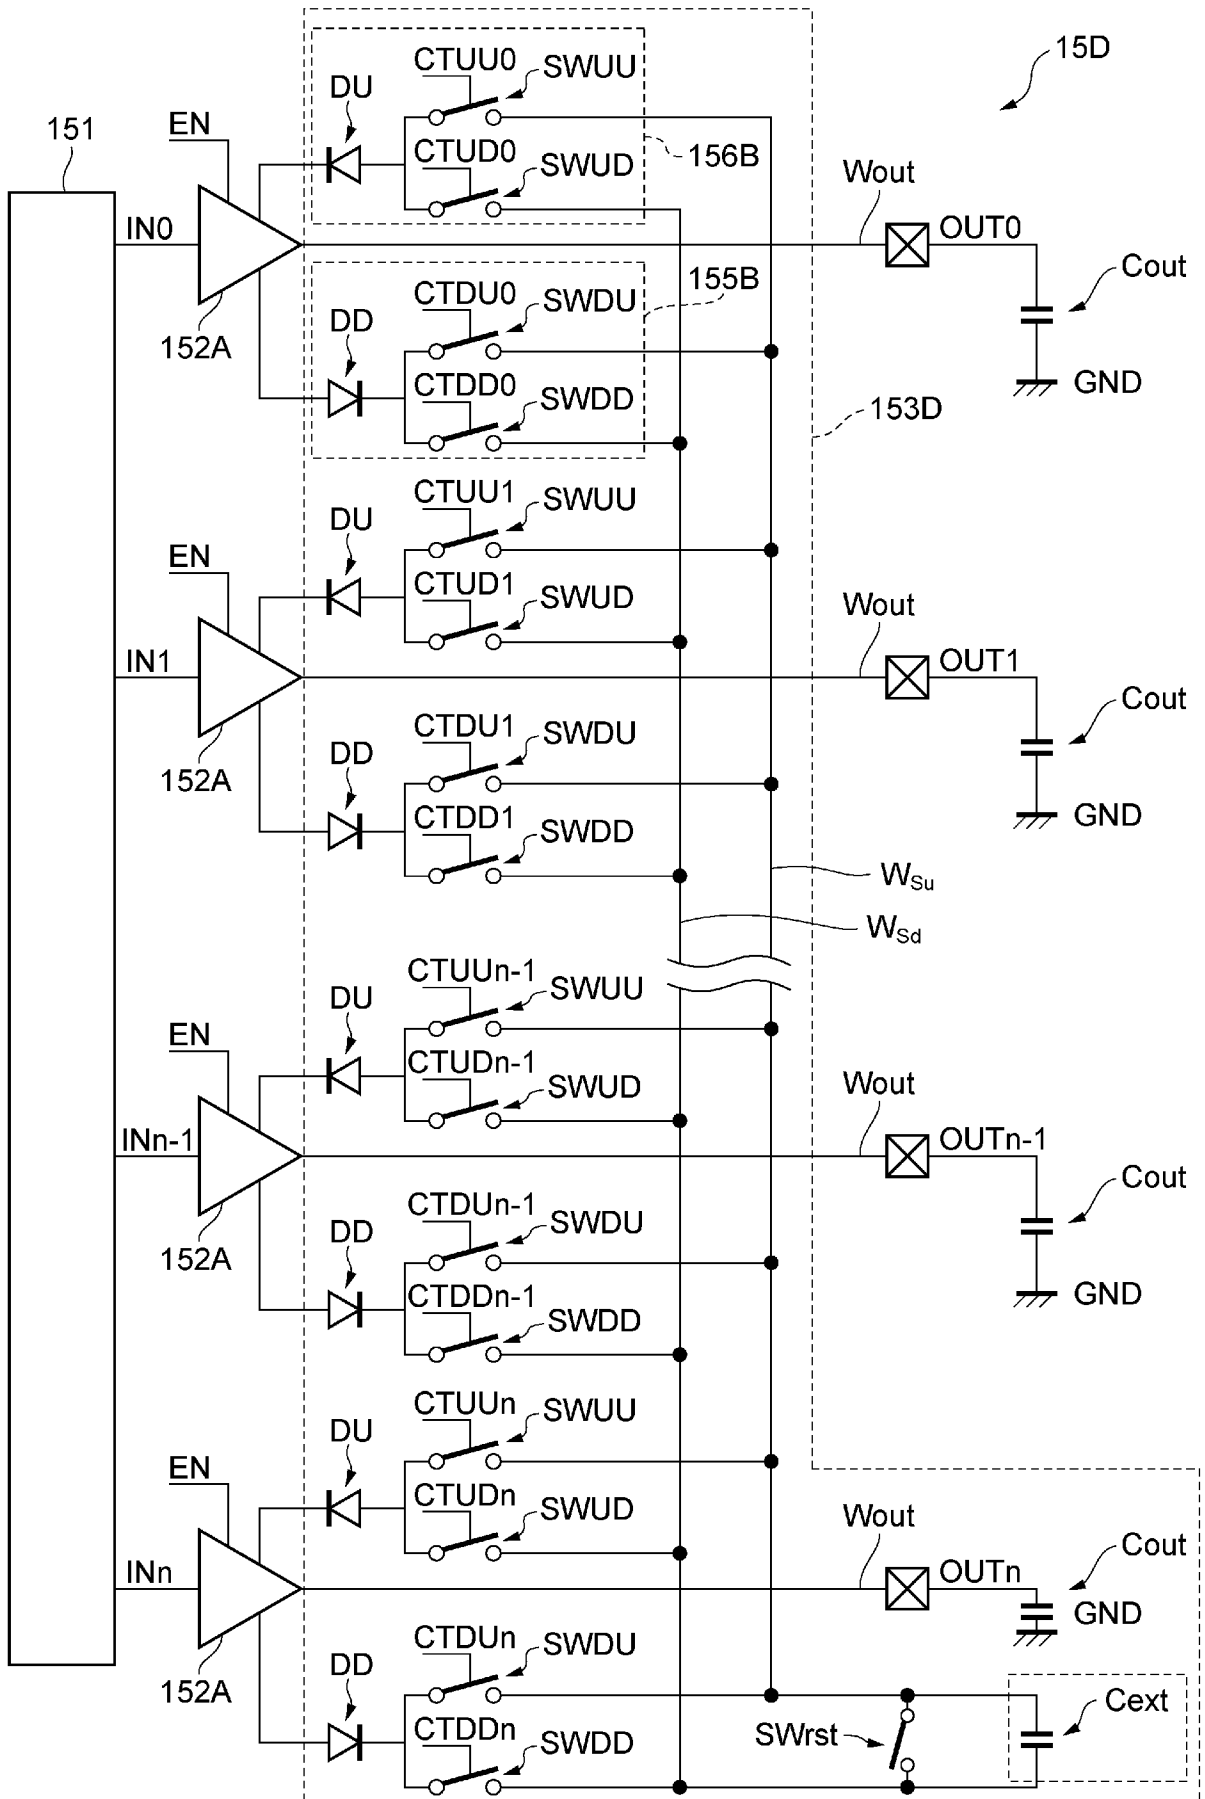 15D
CTUU0
SWUU
DU
151
EN
CTUD0
156B
SWUD
Wout
IN0
OUT0
Cout
CTDU0
SWDU
155B
DD
152A
CTDD0
GND
SWDD
153D
CTUU1
SWUU
DU
EN
CTUD1
SWUD
Wout
IN1
OUT1
Cout
CTDU1
SWDU
DD
152A
CTDD1
GND
SWDD
WSu
WSd
CTUUn-1
SWUU
DU
EN
CTUDn-1
SWUD
Wout
INn-1
OUTn-1
Cout
CTDUn-1
SWDU
DD
152A
CTDDn-1
GND
SWDD
CTUUn
SWUU
DU
EN
CTUDn
SWUD
Wout
Cout
INn
OUTn
GND
CTDUn
SWDU
DD
152A
Cext
CTDDn
SWrst
SWDD